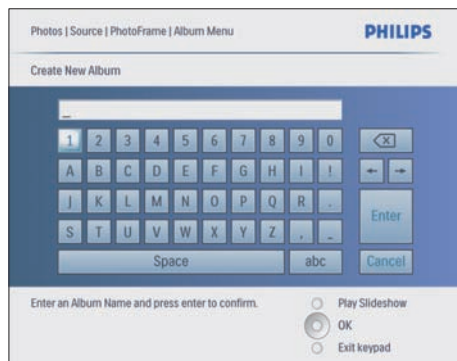 Photos | Source | PhotoFrame | Album Menu
PHILIPS
Create New Album
_
1 2 3 4 5 6 7 8 9 0
A B C D E F G H I !
J K L M N O P Q R .
Enter
S T U V W X Y Z , _
Space abc Cancel
Enter an Album Name and press enter to confirm.
Play Slideshow
OK
Exit keypad